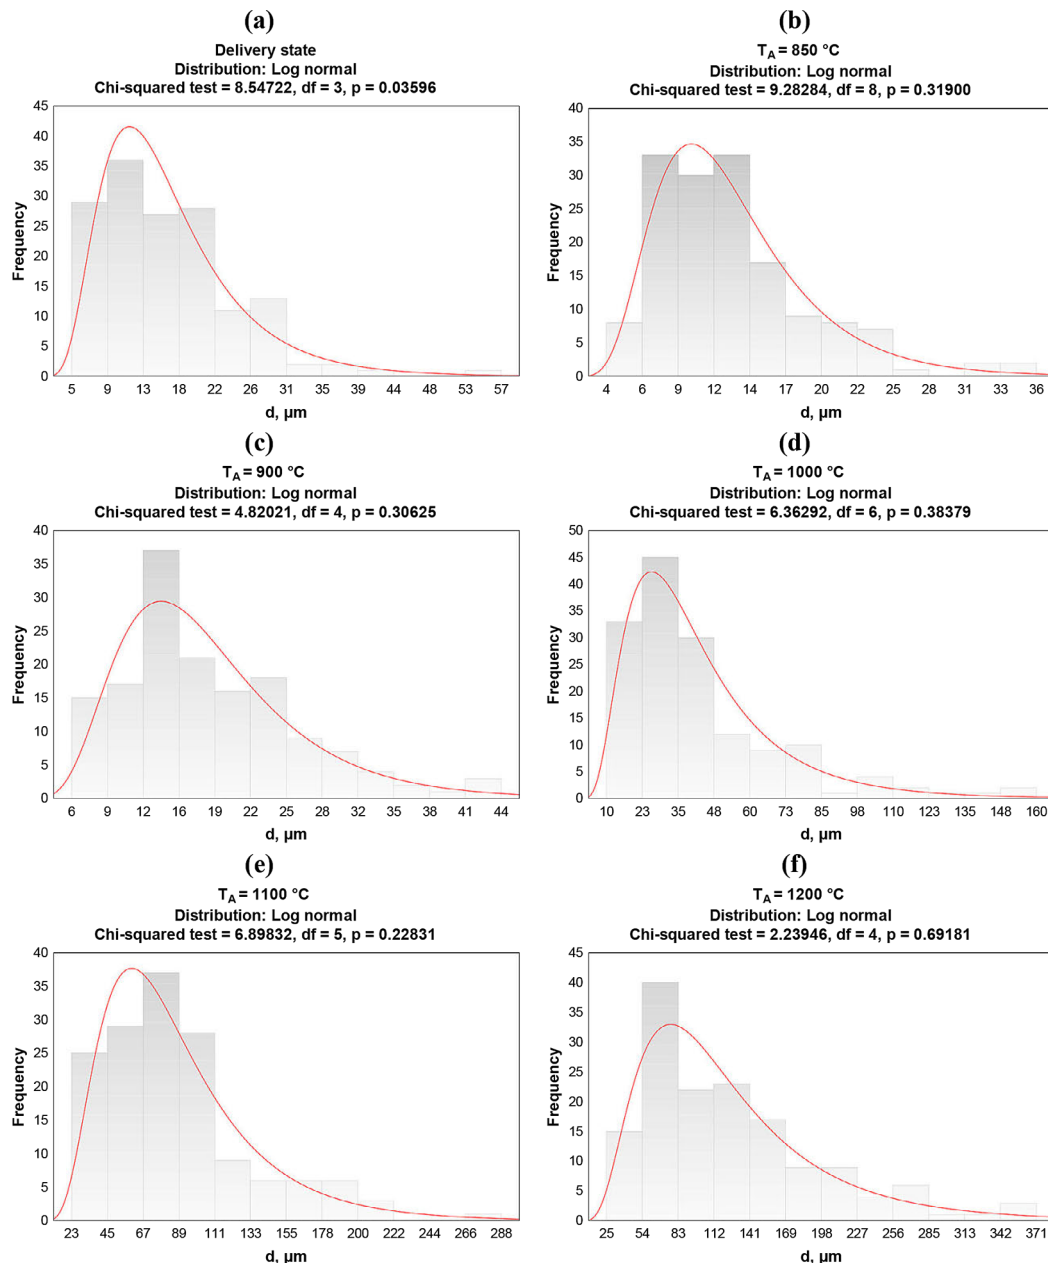 (a)
Delivery state
Distribution: Log normal
Chi-squared test = 8.54722, df = 3, p = 0.03596
Frequency
45
40
35
30
25
20
15
10
5
0
5 9 13 18 22 26 31 35 39 44 48 53 57
d, µm
(b)
T_A = 850 °C
Distribution: Log normal
Chi-squared test = 9.28284, df = 8, p = 0.31900
Frequency
40
35
30
25
20
15
10
5
0
4 6 9 12 14 17 20 22 25 28 31 33 36
d, µm
(c)
T_A = 900 °C
Distribution: Log normal
Chi-squared test = 4.82021, df = 4, p = 0.30625
Frequency
40
35
30
25
20
15
10
5
0
6 9 12 16 19 22 25 28 32 35 38 41 44
d, µm
(d)
T_A = 1000 °C
Distribution: Log normal
Chi-squared test = 6.36292, df = 6, p = 0.38379
Frequency
50
45
40
35
30
25
20
15
10
5
0
10 23 35 48 60 73 85 98 110 123 135 148 160
d, µm
(e)
T_A = 1100 °C
Distribution: Log normal
Chi-squared test = 6.89832, df = 5, p = 0.22831
Frequency
40
35
30
25
20
15
10
5
0
23 45 67 89 111 133 155 178 200 222 244 266 288
d, µm
(f)
T_A = 1200 °C
Distribution: Log normal
Chi-squared test = 2.23946, df = 4, p = 0.69181
Frequency
45
40
35
30
25
20
15
10
5
0
25 54 83 112 141 169 198 227 256 285 313 342 371
d, µm